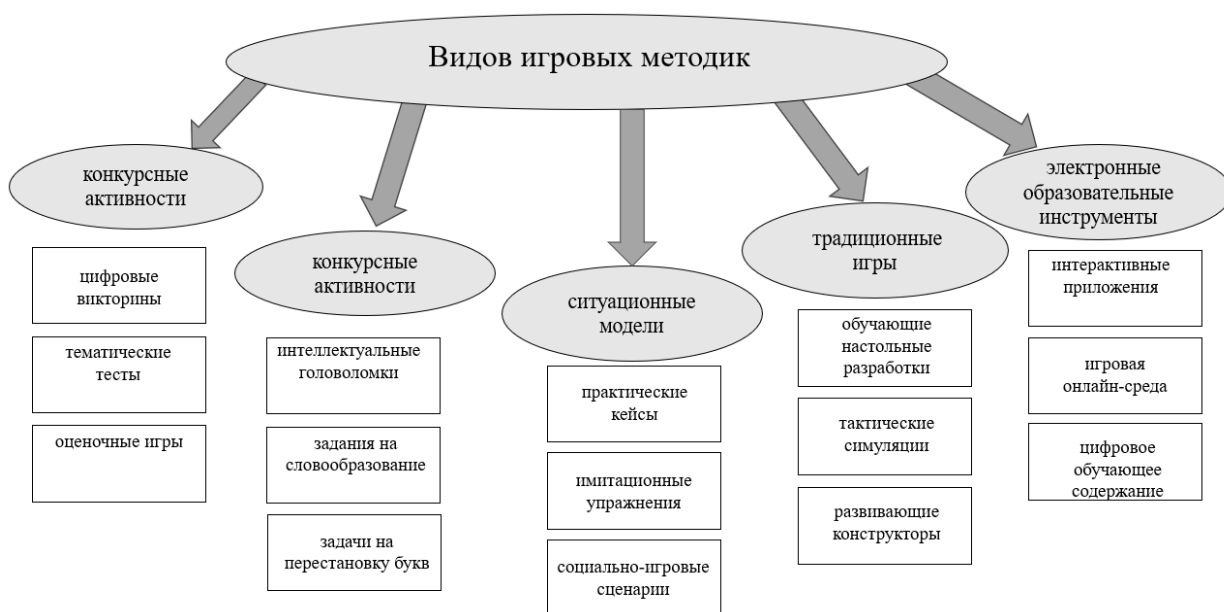 Видов игровых методик
конкурсные
активности
цифровые
викторины
тематические
тесты
оценочные игры
конкурсные
активности
интеллектуальные
головоломки
задания на
словообразование
задачи на
перестановку букв
ситуационные
модели
практические
кейсы
имитационные
упражнения
социально-игровые
сценарии
традиционные
игры
обучающие
настольные
разработки
тактические
симуляции
развивающие
конструкторы
электронные
образовательные
инструменты
интерактивные
приложения
игровая
онлайн-среда
цифровое
обучающее
содержание